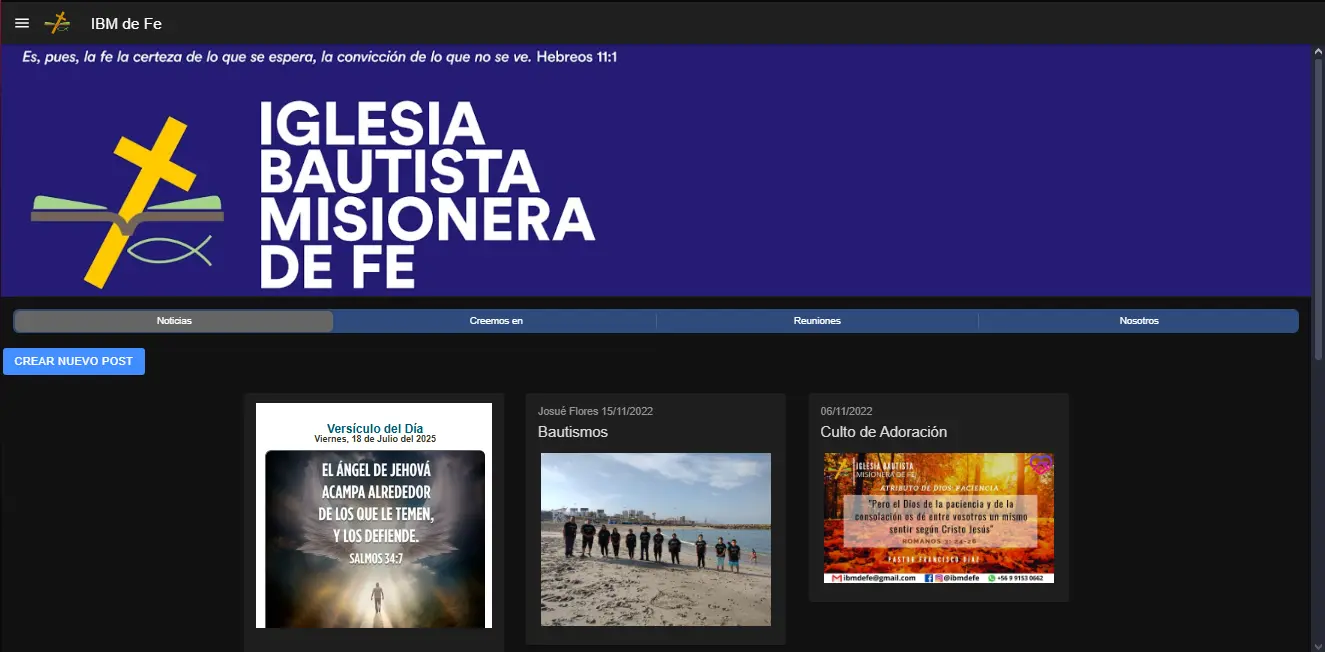 IBM de Fe
Es, pues, la fe la certeza de lo que se espera, la convicción de lo que no se ve. Hebreos 11:1
IGLESIA
BAUTISTA
MISIONERA
DE FE
Noticias
Creemos en
Reuniones
Nosotros
CREAR NUEVO POST
Versículo del Día
Viernes, 18 de Julio del 2025
EL ÁNGEL DE JEHOVÁ
ACAMPA ALREDEDOR
DE LOS QUE LE TEMEN,
Y LOS DEFIENDE.
SALMOS 34:7
Josué Flores 15/11/2022
Bautismos
06/11/2022
Culto de Adoración
IGLESIA BAUTISTA
MISIONERA DE FE
ATRIBUTO DE DIOS: PACIENCIA
"Pero el Dios de la paciencia y de la
consolación os dé entre vosotros un mismo
sentir según Cristo Jesús"
ROMANOS
PASTOR FRANCISCO DÍAZ
ibmdefe@gmail.com @ibmdefe +56 9 9153 0662